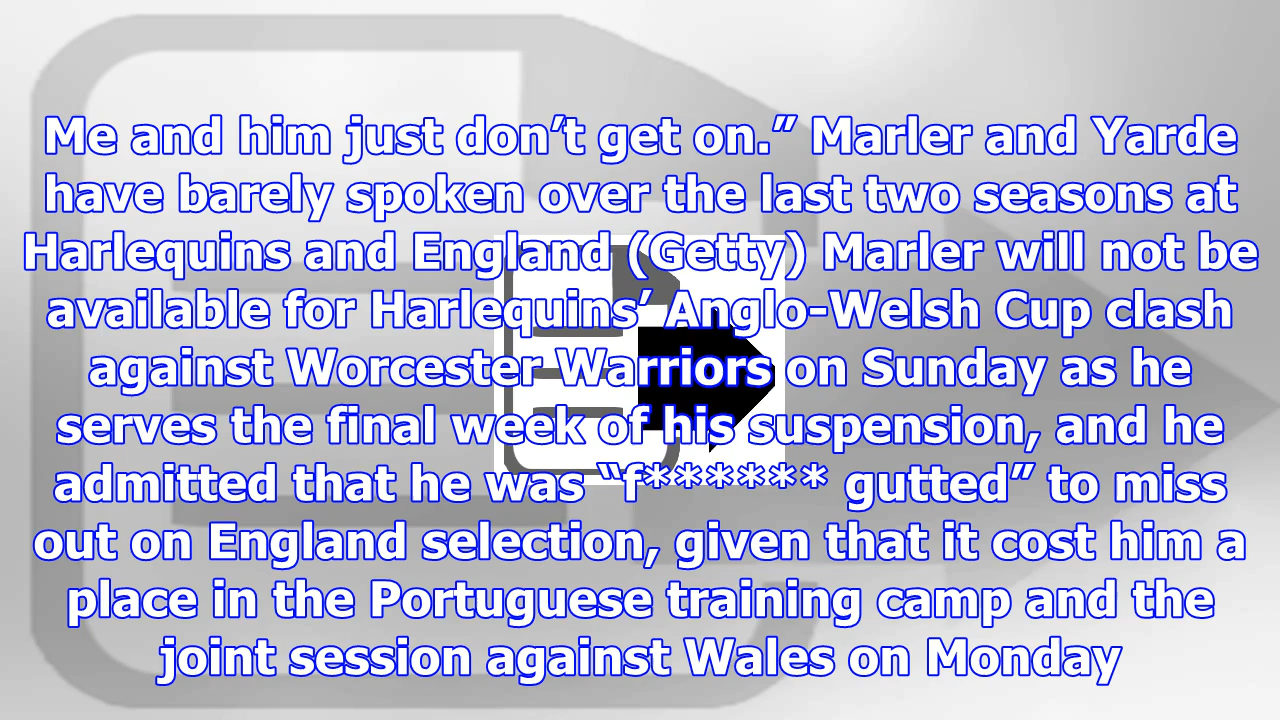 Me and him just don’t get on.” Marler and Yarde
have barely spoken over the last two seasons at
Harlequins and England (Getty) Marler will not be
available for Harlequins’ Anglo-Welsh Cup clash
against Worcester Warriors on Sunday as he
serves the final week of his suspension, and he
admitted that he was “f****** gutted” to miss
out on England selection, given that it cost him a
place in the Portuguese training camp and the
joint session against Wales on Monday